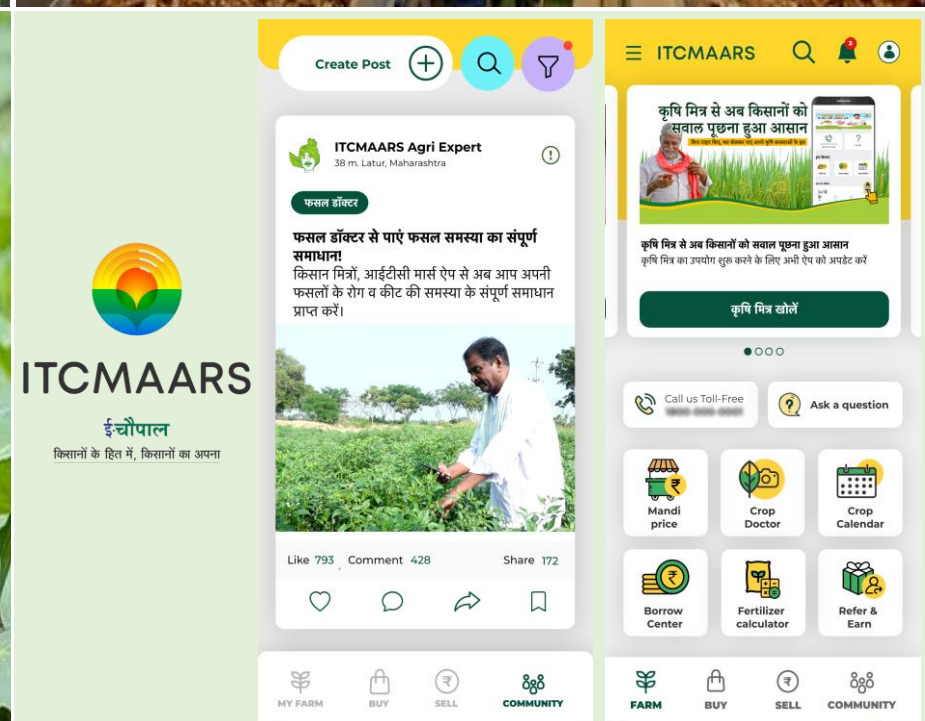 ITCMAARS
ई-चौपाल
किसानों के हित में, किसानों का अपना
Create Post
ITCMAARS Agri Expert
38 m. Latur, Maharashtra
फसल डॉक्टर
फसल डॉक्टर से पाएं फसल समस्या का संपूर्ण
समाधान!
किसान मित्रों, आईटीसी मार्स ऐप से अब आप अपनी
फसलों के रोग व कीट की समस्या के संपूर्ण समाधान
प्राप्त करें।
Like 793 Comment 428 Share 172
MY FARM BUY SELL COMMUNITY
ITCMAARS
कृषि मित्र से अब किसानों को
सवाल पूछना हुआ आसान
कृषि मित्र से अब किसानों को सवाल पूछना हुआ आसान
कृषि मित्र का उपयोग शुरू करने के लिए अभी ऐप को अपडेट करें
कृषि मित्र खोलें
Call us Toll-Free
Ask a question
Mandi
price
Crop
Doctor
Crop
Calendar
Borrow
Center
Fertilizer
calculator
Refer &
Earn
FARM BUY SELL COMMUNITY